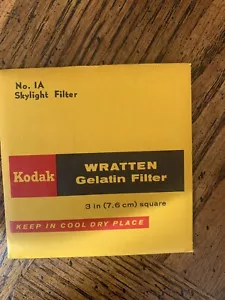 No. 1A
Skylight Filter
Kodak
WRATTEN
Gelatin Filter
3 in (7,6 cm) square
KEEP IN COOL DRY PLACE